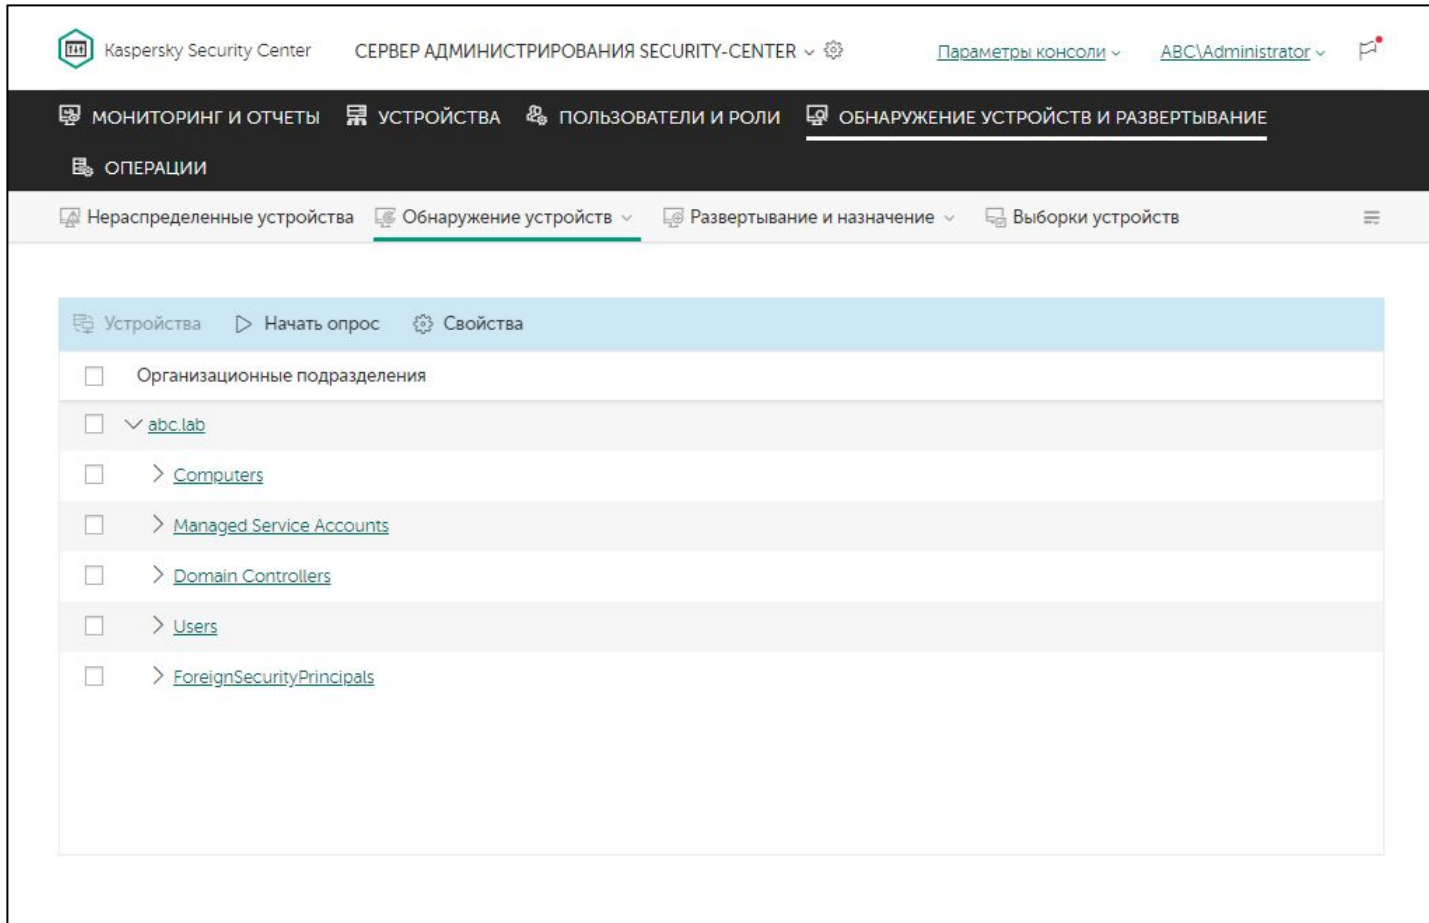 Kaspersky Security Center СЕРВЕР АДМИНИСТРИРОВАНИЯ SECURITY-CENTER Параметры консоли ABC\Administrator
МОНИТОРИНГ И ОТЧЕТЫ УСТРОЙСТВА ПОЛЬЗОВАТЕЛИ И РОЛИ ОБНАРУЖЕНИЕ УСТРОЙСТВ И РАЗВЕРТЫВАНИЕ
ОПЕРАЦИИ
Нераспределенные устройства Обнаружение устройств Развертывание и назначение Выборки устройств
Устройства Начать опрос Свойства
Организационные подразделения
abc.lab
Computers
Managed Service Accounts
Domain Controllers
Users
ForeignSecurityPrincipals